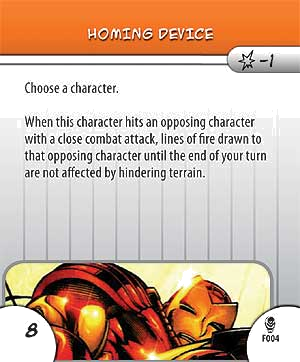 HOMING DEVICE
-1
Choose a character.
When this character hits an opposing character
with a close combat attack, lines of fire drawn to
that opposing character until the end of your turn
are not affected by hindering terrain.
8
F004